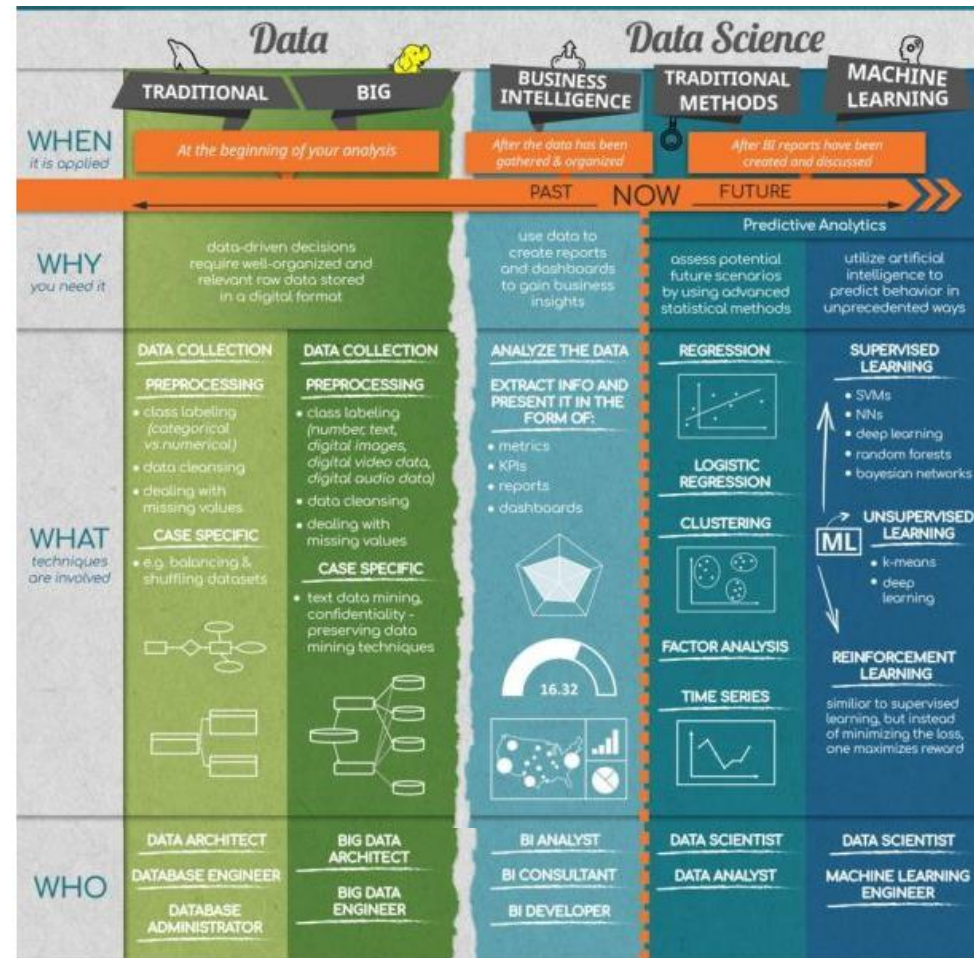 Data
Data Science
TRADITIONAL
BIG
BUSINESS
INTELLIGENCE
TRADITIONAL
METHODS
MACHINE
LEARNING
WHEN
it is applied
At the beginning of your analysis
After the data has been
gathered & organized
After BI reports have been
created and discussed
PAST
NOW
FUTURE
WHY
you need it
data-driven decisions
require well-organized and
relevant raw data stored
in a digital format
use data to
create reports
and dashboards
to gain business
insights
Predictive Analytics
assess potential
future scenarios
by using advanced
statistical methods
utilize artificial
intelligence to
predict behavior in
unprecedented ways
WHAT
techniques
are involved
DATA COLLECTION
PREPROCESSING
• class labeling
(categorical
vs numerical)
• data cleansing
• dealing with
missing values
CASE SPECIFIC
• e.g. balancing &
shuffling datasets
DATA COLLECTION
PREPROCESSING
• class labeling
(number, text,
digital images,
digital video data,
digital audio data)
• data cleansing
• dealing with
missing values
CASE SPECIFIC
• text data mining,
confidentiality -
preserving data
mining techniques
ANALYZE THE DATA
EXTRACT INFO AND
PRESENT IT IN THE
FORM OF:
• metrics
• KPIs
• reports
• dashboards
16.32
REGRESSION
LOGISTIC
REGRESSION
CLUSTERING
FACTOR ANALYSIS
TIME SERIES
SUPERVISED
LEARNING
• SVMs
• NNs
• deep learning
• random forests
• bayesian networks
ML
UNSUPERVISED
LEARNING
• k-means
• deep
learning
REINFORCEMENT
LEARNING
similiar to supervised
learning, but instead
of minimizing the loss,
one maximizes reward
WHO
DATA ARCHITECT
DATABASE ENGINEER
DATABASE
ADMINISTRATOR
BIG DATA
ARCHITECT
BIG DATA
ENGINEER
BI ANALYST
BI CONSULTANT
BI DEVELOPER
DATA SCIENTIST
DATA ANALYST
DATA SCIENTIST
MACHINE LEARNING
ENGINEER